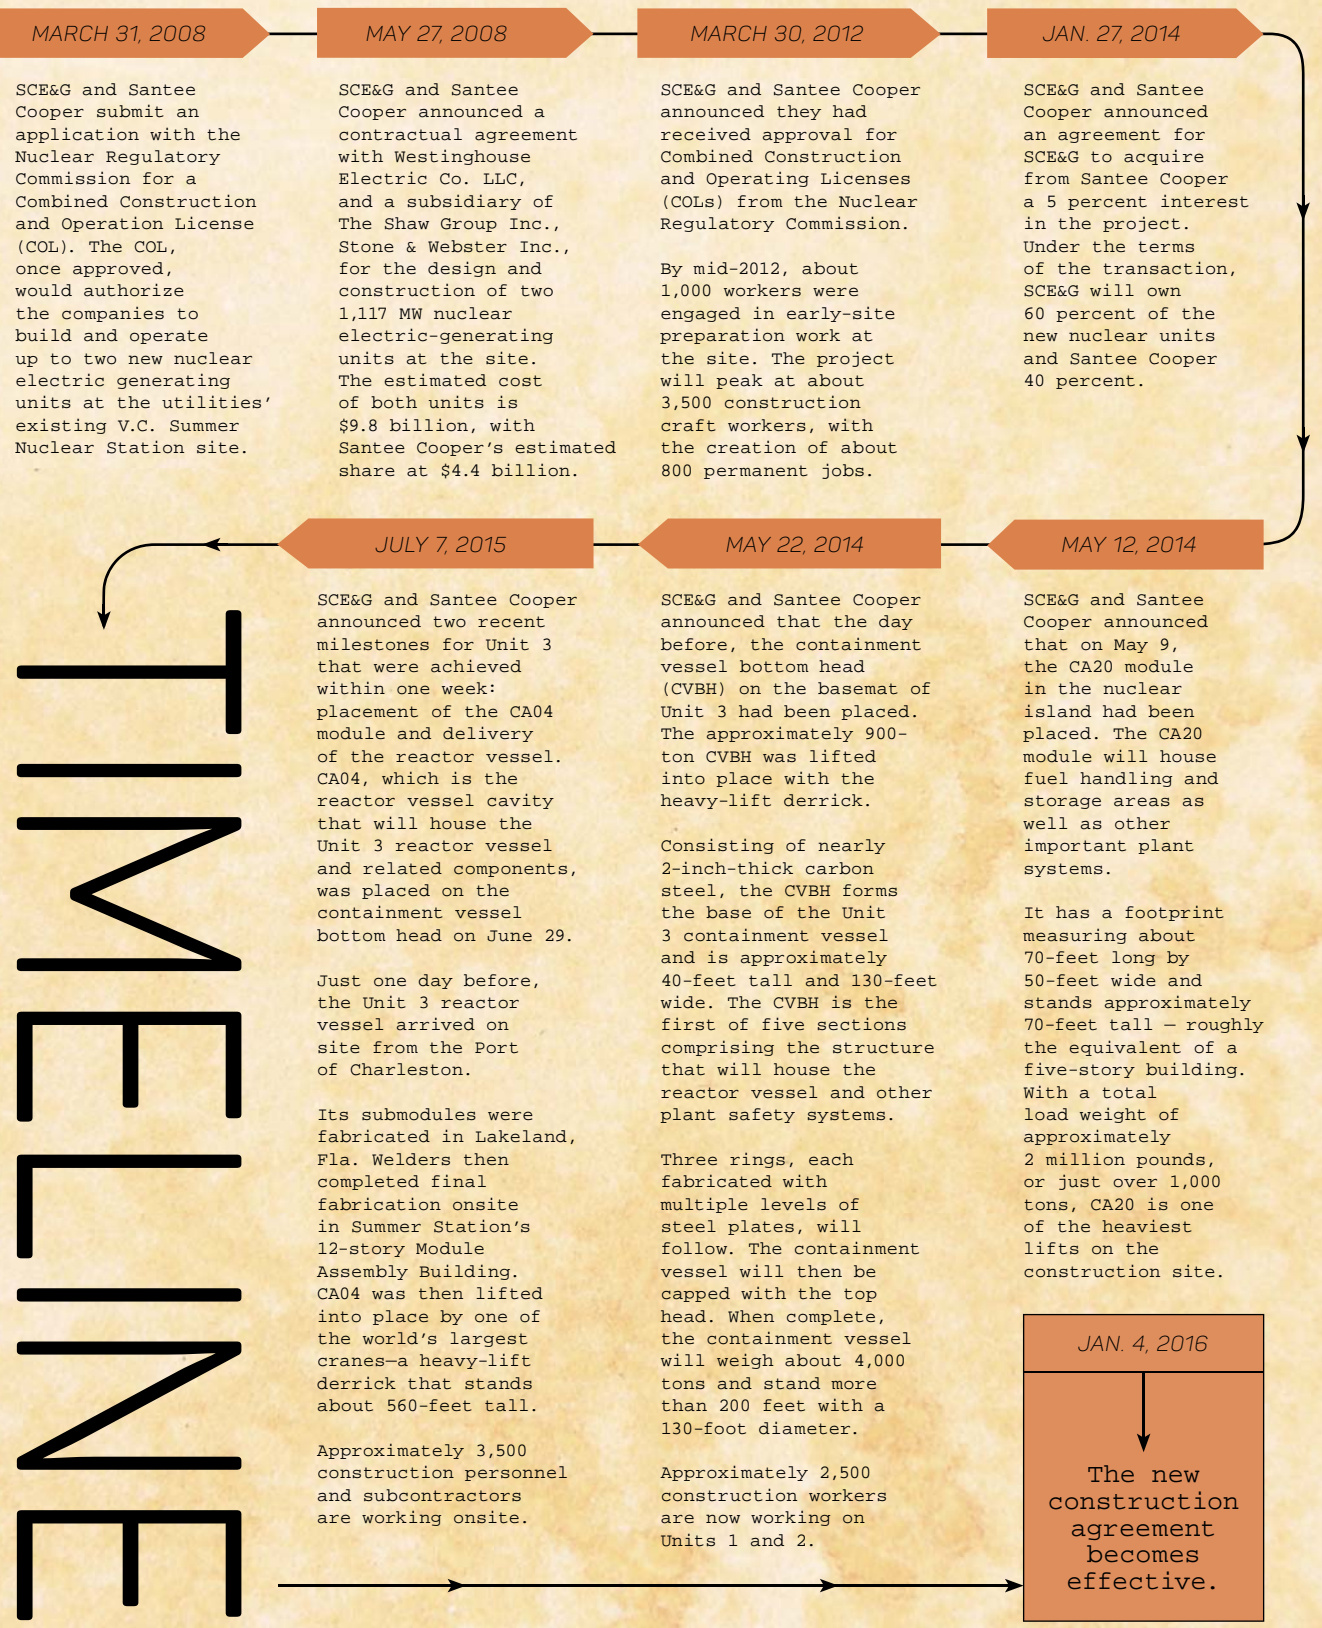 MARCH 31, 2008
SCE&G and Santee
Cooper submit an
application with the
Nuclear Regulatory
Commission for a
Combined Construction
and Operation License
(COL). The COL,
once approved,
would authorize
the companies to
build and operate
up to two new nuclear
electric generating
units at the utilities’
existing V.C. Summer
Nuclear Station site.
MAY 27, 2008
SCE&G and Santee
Cooper announced a
contractual agreement
with Westinghouse
Electric Co. LLC,
and a subsidiary of
The Shaw Group Inc.,
Stone & Webster Inc.,
for the design and
construction of two
1,117 MW nuclear
electric-generating
units at the site.
The estimated cost
of both units is
$9.8 billion, with
Santee Cooper’s estimated
share at $4.4 billion.
MARCH 30, 2012
SCE&G and Santee Cooper
announced they had
received approval for
Combined Construction
and Operating Licenses
(COLs) from the Nuclear
Regulatory Commission.
By mid-2012, about
1,000 workers were
engaged in early-site
preparation work at
the site. The project
will peak at about
3,500 construction
craft workers, with
the creation of about
800 permanent jobs.
JAN. 27, 2014
SCE&G and Santee
Cooper announced
an agreement for
SCE&G to acquire
from Santee Cooper
a 5 percent interest
in the project.
Under the terms
of the transaction,
SCE&G will own
60 percent of the
new nuclear units
and Santee Cooper
40 percent.
MAY 12, 2014
SCE&G and Santee
Cooper announced
that on May 9,
the CA20 module
in the nuclear
island had been
placed. The CA20
module will house
fuel handling and
storage areas as
well as other
important plant
systems.
It has a footprint
measuring about
70-feet long by
50-feet wide and
stands approximately
70-feet tall — roughly
the equivalent of a
five-story building.
With a total
load weight of
approximately
2 million pounds,
or just over 1,000
tons, CA20 is one
of the heaviest
lifts on the
construction site.
MAY 22, 2014
SCE&G and Santee Cooper
announced that the day
before, the containment
vessel bottom head
(CVBH) on the basemat of
Unit 3 had been placed.
The approximately 900-
ton CVBH was lifted
into place with the
heavy-lift derrick.
Consisting of nearly
2-inch-thick carbon
steel, the CVBH forms
the base of the Unit
3 containment vessel
and is approximately
40-feet tall and 130-feet
wide. The CVBH is the
first of five sections
comprising the structure
that will house the
reactor vessel and other
plant safety systems.
Three rings, each
fabricated with
multiple levels of
steel plates, will
follow. The containment
vessel will then be
capped with the top
head. When complete,
the containment vessel
will weigh about 4,000
tons and stand more
than 200 feet with a
130-foot diameter.
Approximately 2,500
construction workers
are now working on
Units 1 and 2.
JULY 7, 2015
SCE&G and Santee Cooper
announced two recent
milestones for Unit 3
that were achieved
within one week:
placement of the CA04
module and delivery
of the reactor vessel.
CA04, which is the
reactor vessel cavity
that will house the
Unit 3 reactor vessel
and related components,
was placed on the
containment vessel
bottom head on June 29.
Just one day before,
the Unit 3 reactor
vessel arrived on
site from the Port
of Charleston.
Its submodules were
fabricated in Lakeland,
Fla. Welders then
completed final
fabrication onsite
in Summer Station’s
12-story Module
Assembly Building.
CA04 was then lifted
into place by one of
the world’s largest
cranes—a heavy-lift
derrick that stands
about 560-feet tall.
Approximately 3,500
construction personnel
and subcontractors
are working onsite.
TIMELINE
JAN. 4, 2016
The new
construction
agreement
becomes
effective.